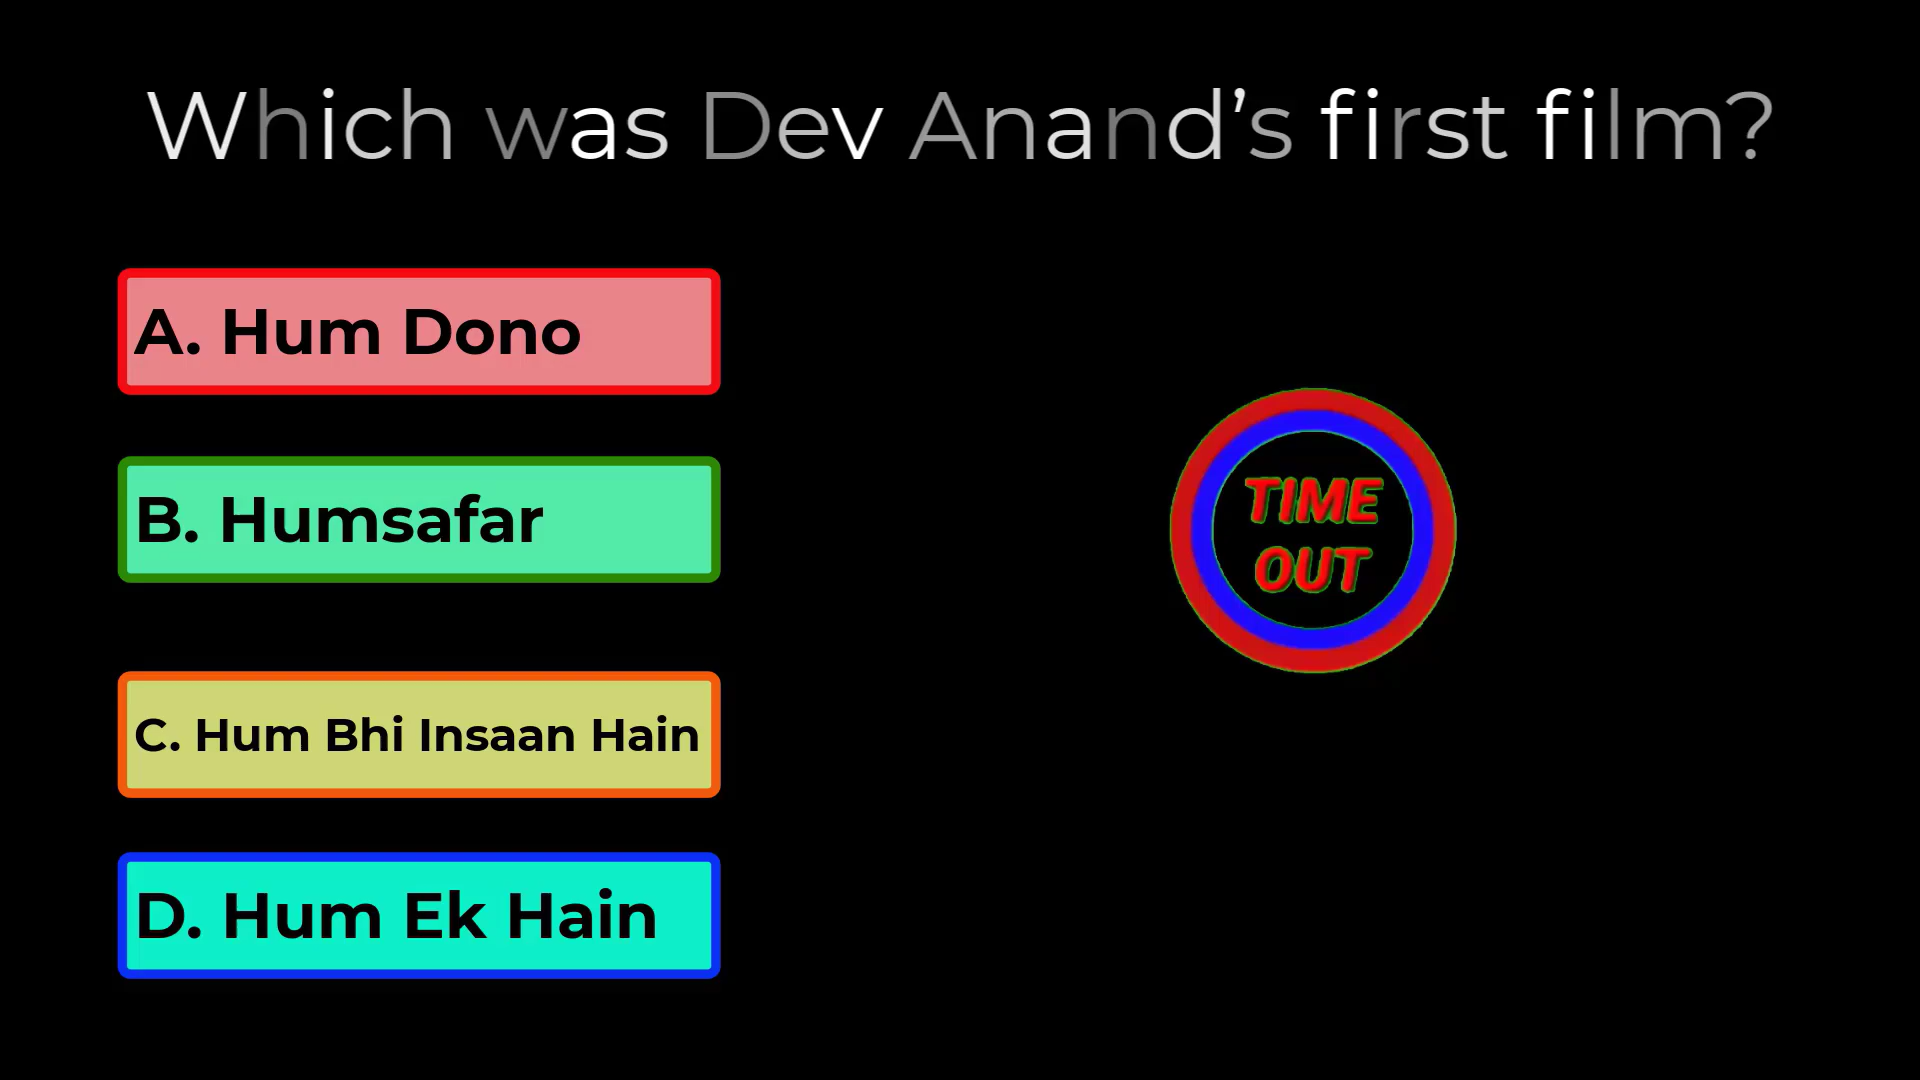 Which was Dev Anand’s first film?
A. Hum Dono
B. Humsafar
TIME
OUT
C. Hum Bhi Insaan Hain
D. Hum Ek Hain